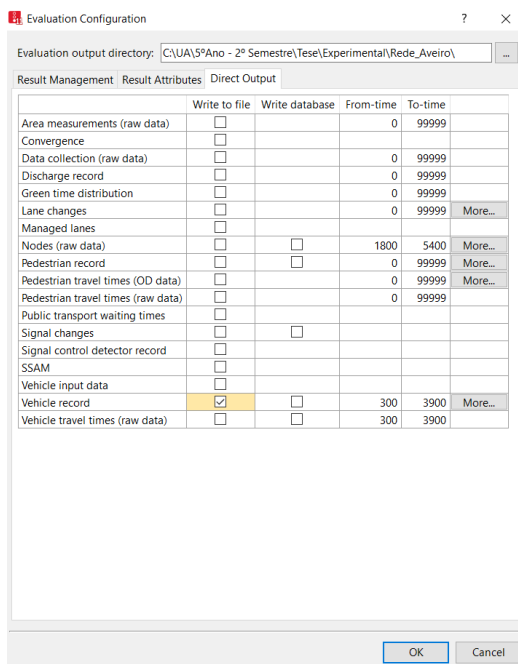 Evaluation Configuration ? ×
Evaluation output directory: C:\UA\5ºAno - 2º Semestre\Tese\Experimental\Rede_Aveiro\ ...
Result Management Result Attributes Direct Output
Write to file Write database From-time To-time
Area measurements (raw data) 0 99999
Convergence
Data collection (raw data) 0 99999
Discharge record 0 99999
Green time distribution 0 99999
Lane changes 0 99999 More...
Managed lanes
Nodes (raw data) 1800 5400 More...
Pedestrian record 0 99999 More...
Pedestrian travel times (OD data) 0 99999 More...
Pedestrian travel times (raw data) 0 99999
Public transport waiting times
Signal changes
Signal control detector record
SSAM
Vehicle input data
Vehicle record 300 3900 More...
Vehicle travel times (raw data) 300 3900
OK Cancel